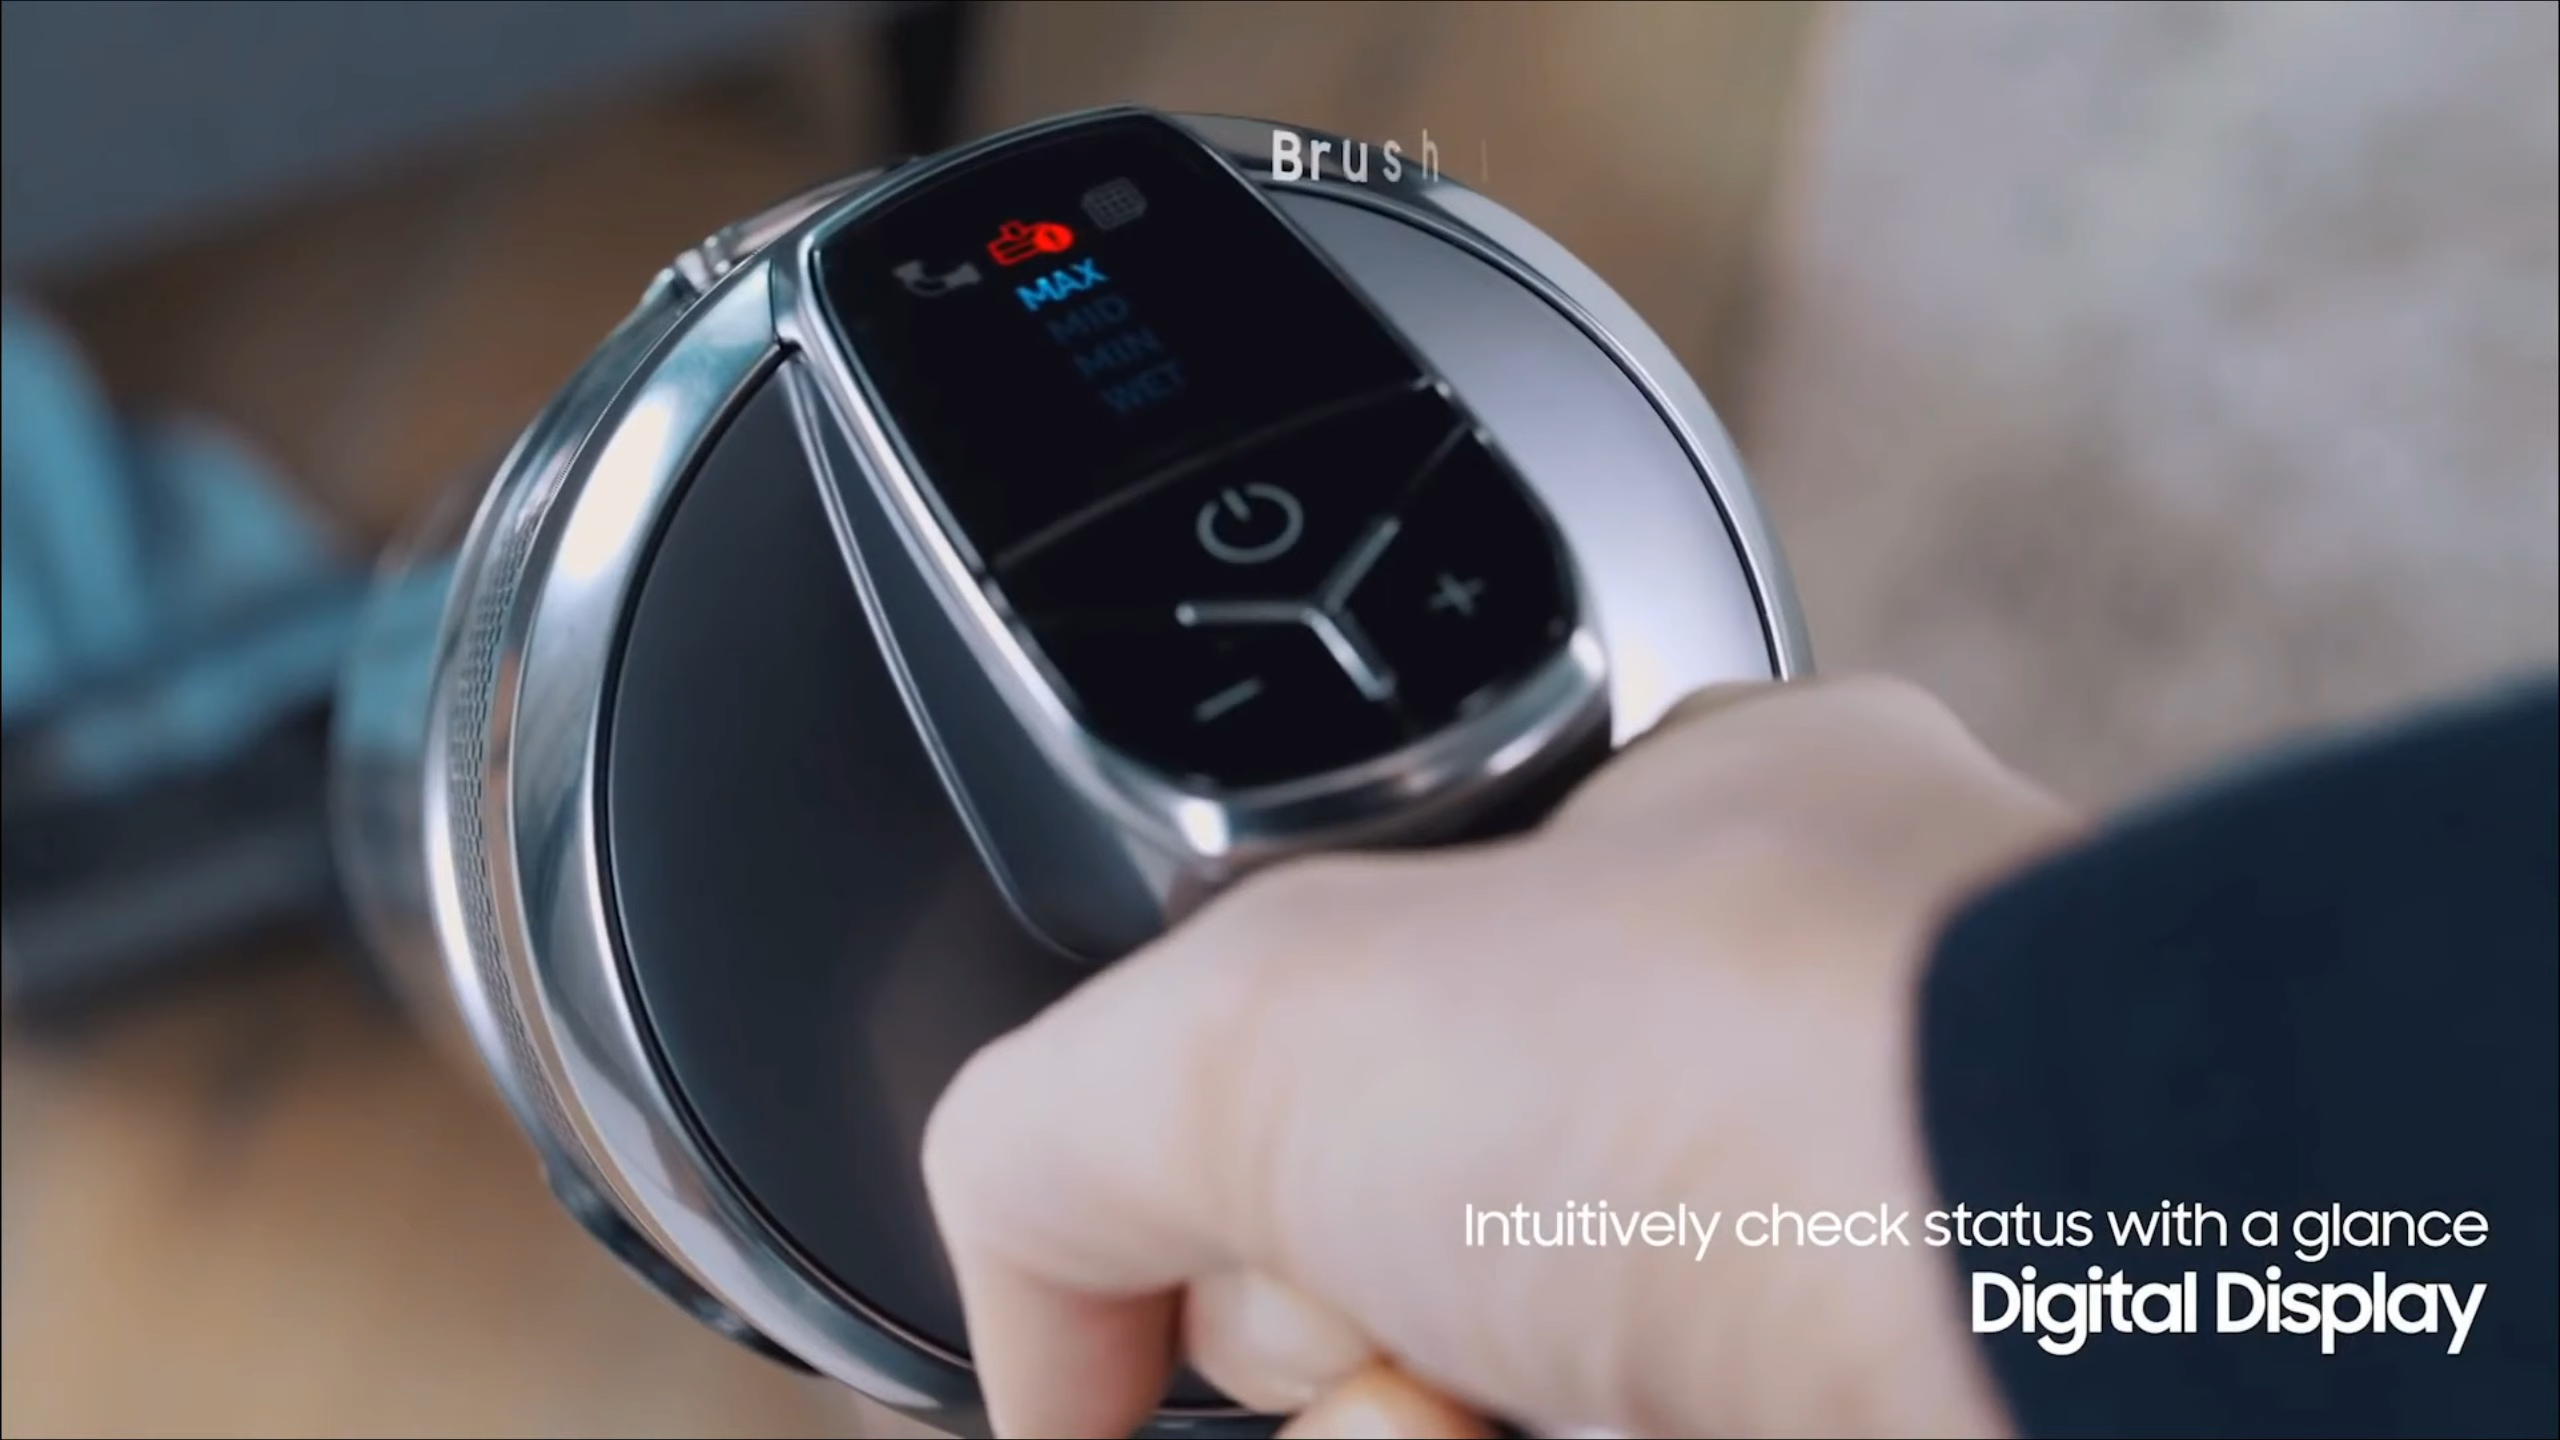 Brush
MAX
MID
MIN
WET
Intuitively check status with a glance
Digital Display